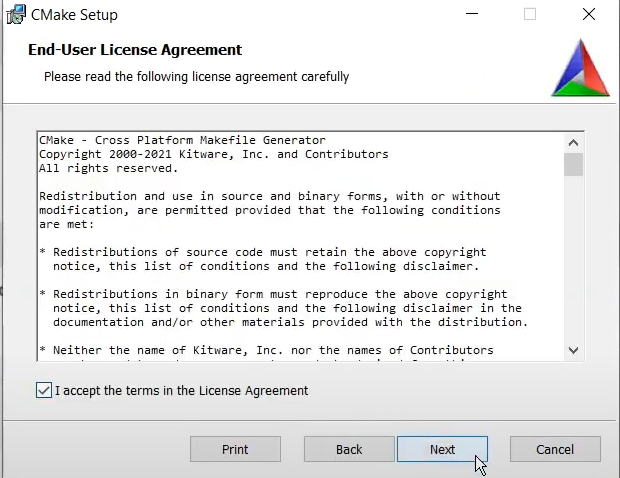 CMake Setup
End-User License Agreement
Please read the following license agreement carefully
CMake - Cross Platform Makefile Generator
Copyright 2000-2021 Kitware, Inc. and Contributors
All rights reserved.
Redistribution and use in source and binary forms, with or without
modification, are permitted provided that the following conditions
are met:
* Redistributions of source code must retain the above copyright
notice, this list of conditions and the following disclaimer.
* Redistributions in binary form must reproduce the above copyright
notice, this list of conditions and the following disclaimer in the
documentation and/or other materials provided with the distribution.
* Neither the name of Kitware, Inc. nor the names of Contributors
I accept the terms in the License Agreement
Print Back Next Cancel